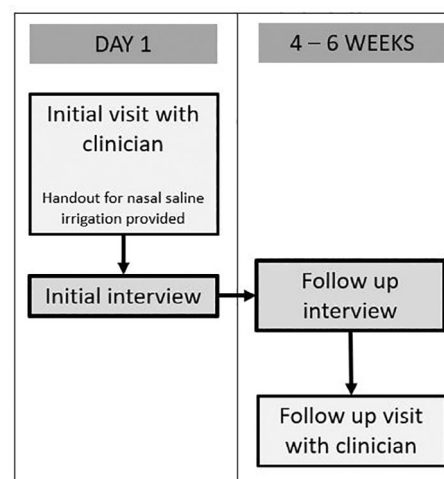 DAY 1
Initial visit with
clinician
Handout for nasal saline
irrigation provided
Initial interview
4 – 6 WEEKS
Follow up
interview
Follow up visit
with clinician